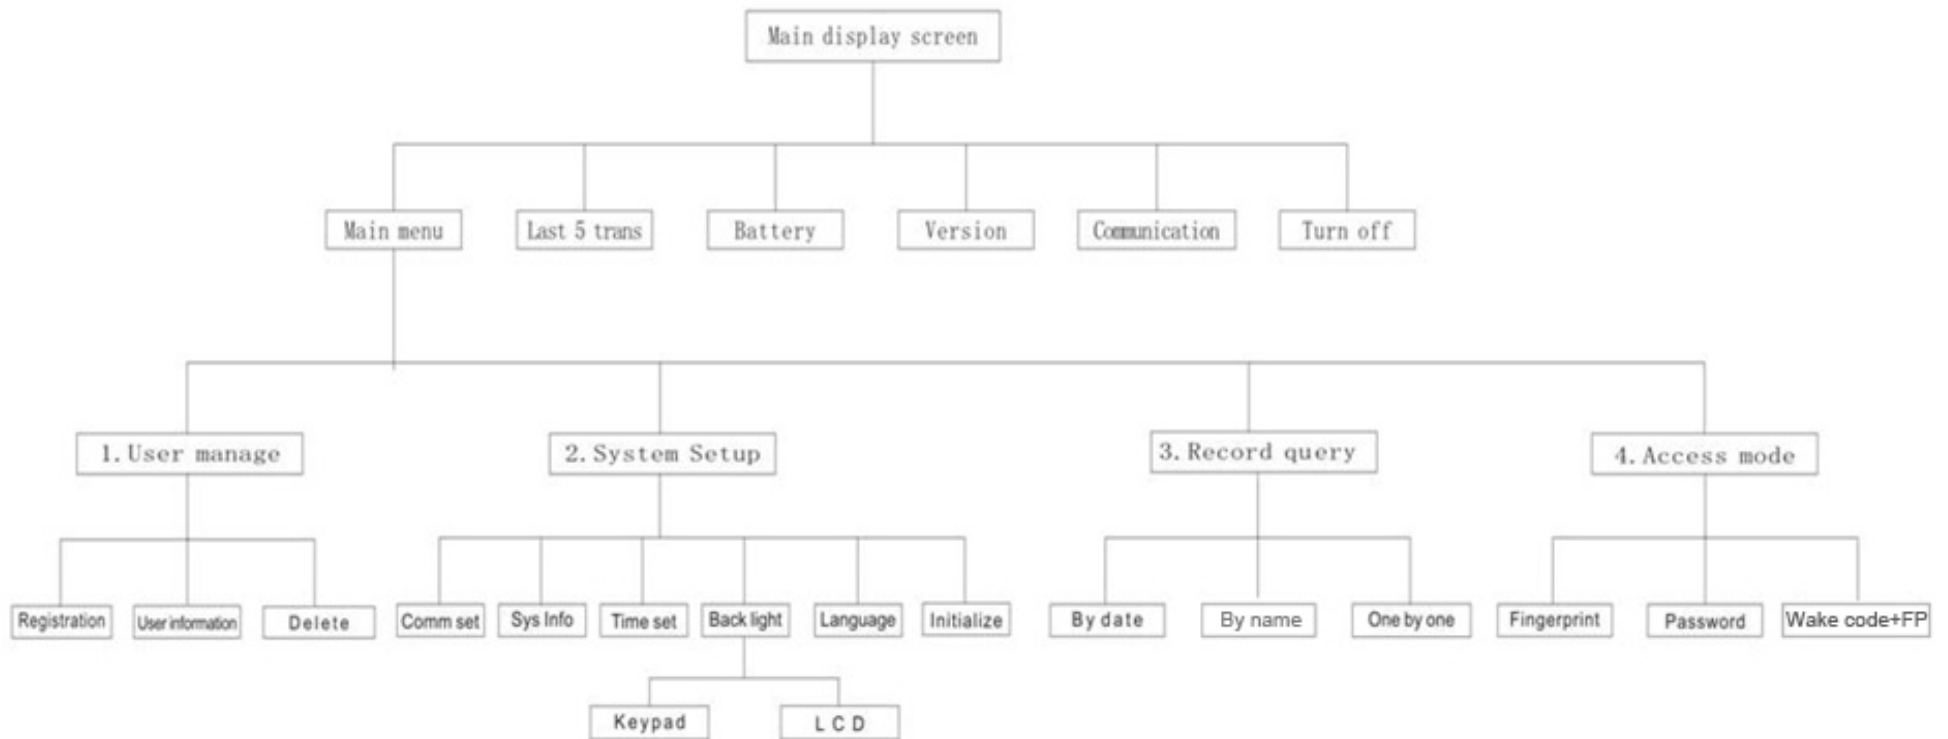 Main display screen
Main menu
Last 5 trans
Battery
Version
Communication
Turn off
1.User manage
2.System Setup
3.Record query
4.Access mode
Registration
User information
Delete
Comm set
Sys Info
Time set
Back light
Language
Initialize
By date
By name
One by one
Fingerprint
Password
Wake code+FP
Keypad
LCD